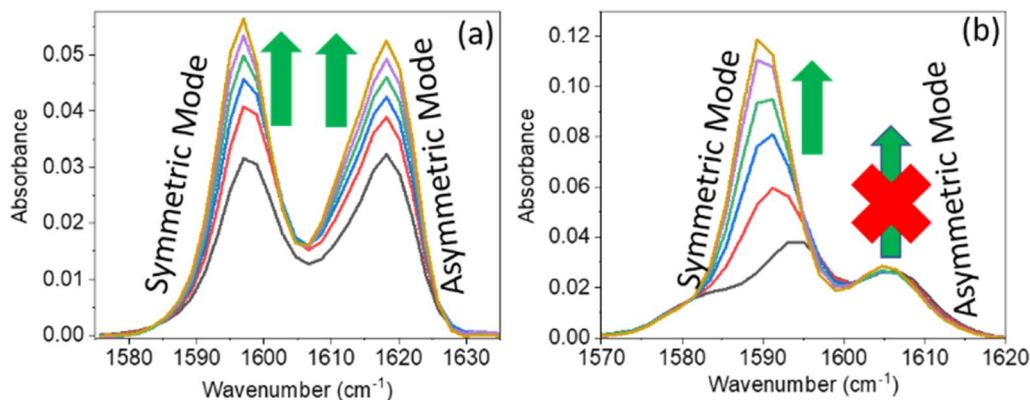 (a)
Absorbance
0.05
0.04
0.03
0.02
0.01
0.00
Symmetric Mode
Asymmetric Mode
1580 1590 1600 1610 1620 1630
Wavenumber (cm-1)
(b)
Absorbance
0.12
0.10
0.08
0.06
0.04
0.02
0.00
Symmetric Mode
Asymmetric Mode
1570 1580 1590 1600 1610 1620
Wavenumber (cm-1)